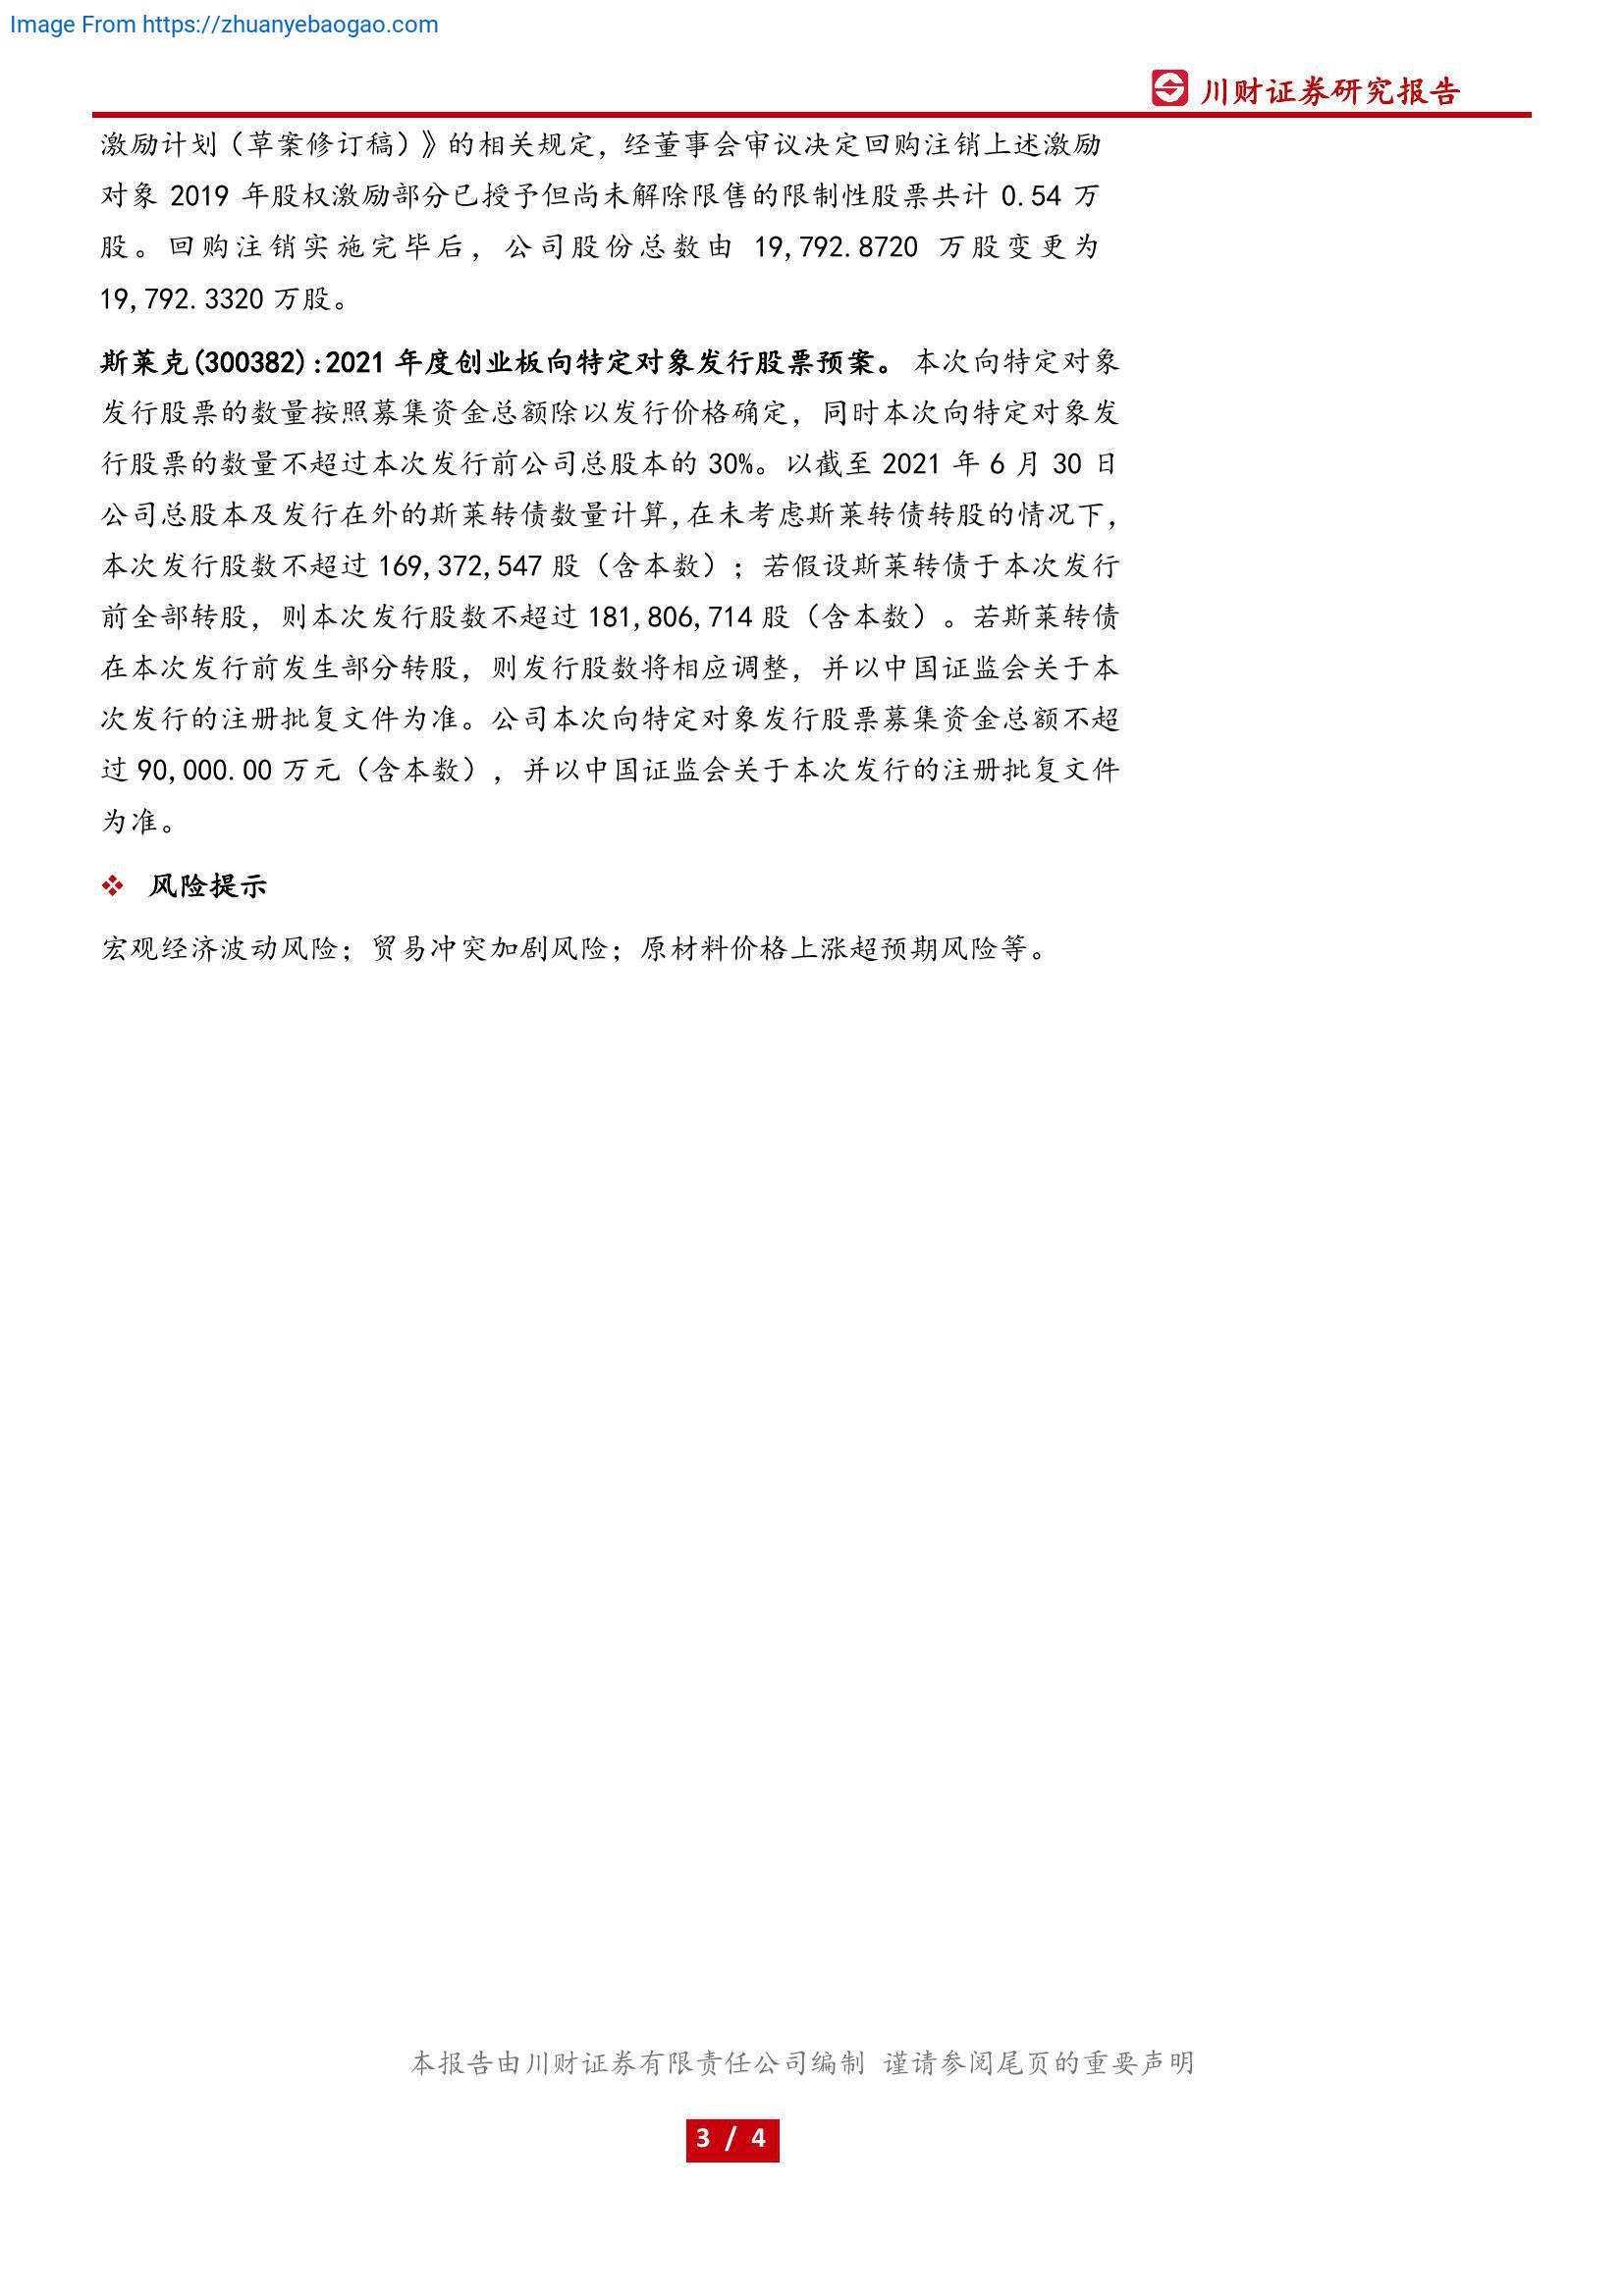 Image From https://zhuanyebaogao.com
川财证券研究报告
激励计划（草案修订稿）》的相关规定，经董事会审议决定回购注销上述激励
对象 2019 年股权激励部分已授予但尚未解除限售的限制性股票共计 0.54 万
股。回购注销实施完毕后，公司股份总数由 19,792.8720 万股变更为
19,792.3320 万股。
斯莱克(300382):2021 年度创业板向特定对象发行股票预案。本次向特定对象
发行股票的数量按照募集资金总额除以发行价格确定，同时本次向特定对象发
行股票的数量不超过本次发行前公司总股本的 30%。以截至 2021 年 6 月 30 日
公司总股本及发行在外的斯莱转债数量计算,在未考虑斯莱转债转股的情况下，
本次发行股数不超过 169,372,547 股（含本数）；若假设斯莱转债于本次发行
前全部转股，则本次发行股数不超过 181,806,714 股（含本数）。若斯莱转债
在本次发行前发生部分转股，则发行股数将相应调整，并以中国证监会关于本
次发行的注册批复文件为准。公司本次向特定对象发行股票募集资金总额不超
过 90,000.00 万元（含本数），并以中国证监会关于本次发行的注册批复文件
为准。
❖ 风险提示
宏观经济波动风险；贸易冲突加剧风险；原材料价格上涨超预期风险等。
本报告由川财证券有限责任公司编制 谨请参阅尾页的重要声明
3 / 4